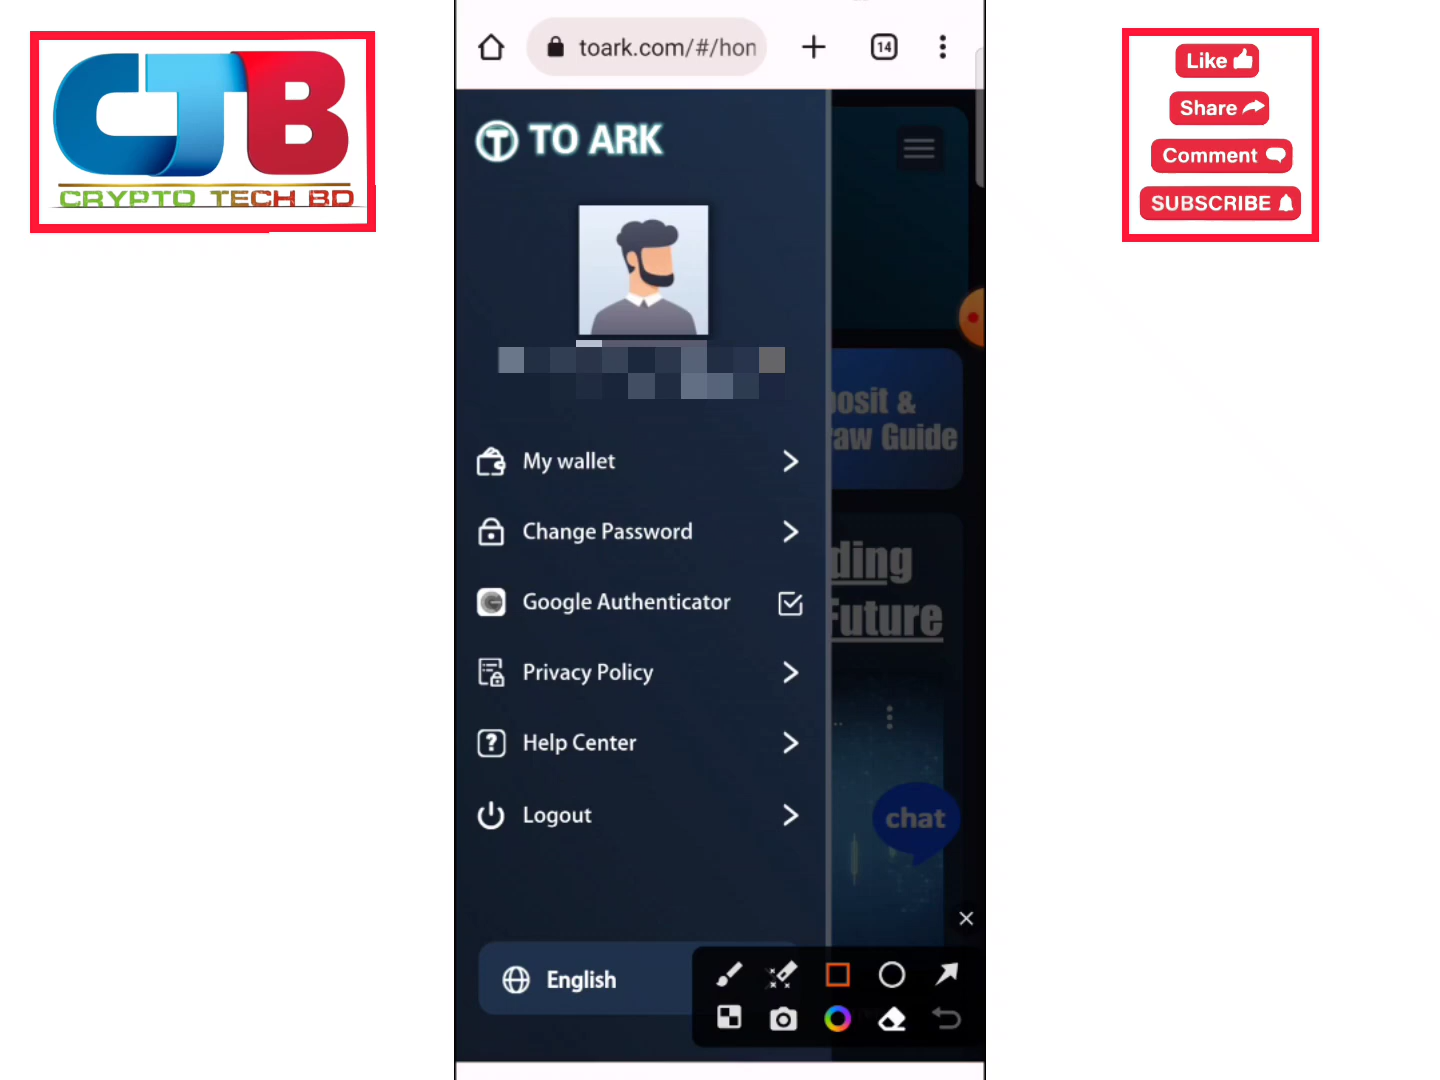 CTB
CRYPTO TECH BD
toark.com/#/hon
14
TO ARK
My wallet
Change Password
Google Authenticator
Privacy Policy
Help Center
Logout
English
osit &
aw Guide
ding
Future
chat
Like
Share
Comment
SUBSCRIBE